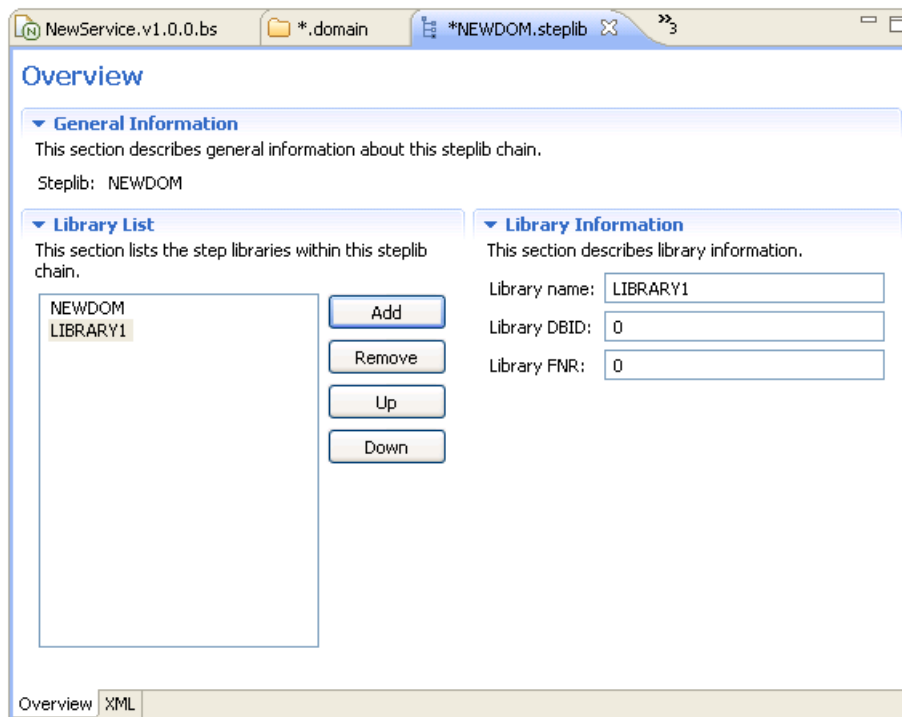 NewService.v1.0.0.bs
*.domain
*NEWDOM.steplib
»3
Overview
General Information
This section describes general information about this steplib chain.
Steplib: NEWDOM
Library List
This section lists the step libraries within this steplib
chain.
NEWDOM
LIBRARY1
Add
Remove
Up
Down
Library Information
This section describes library information.
Library name: LIBRARY1
Library DBID: 0
Library FNR: 0
Overview
XML